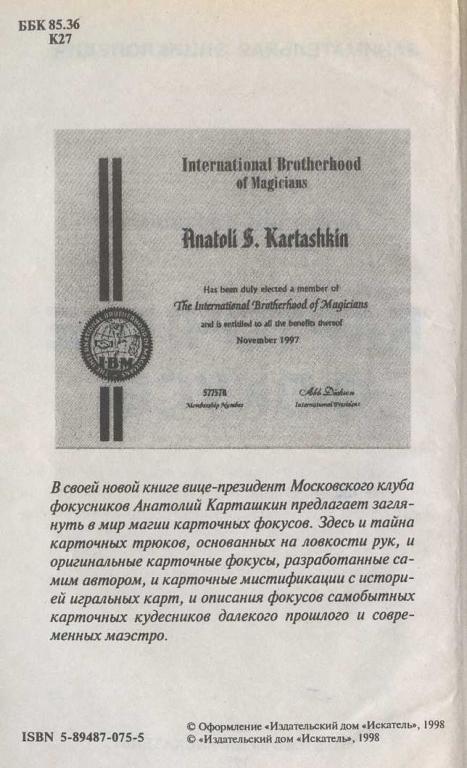 ББК 85.36
К27
International Brotherhood
of Magicians
Anatoli S. Kartashkin
Has been duly elected a member of
The International Brotherhood of Magicians
and is entitled to all the benefits thereof
November 1997
I·B·M
Membership Number
International President
В своей новой книге вице-президент Московского клуба
фокусников Анатолий Карташкин предлагает загля-
нуть в мир магии карточных фокусов. Здесь и тайна
карточных трюков, основанных на ловкости рук, и
оригинальные карточные фокусы, разработанные са-
мим автором, и карточные мистификации с истори-
ей игральных карт, и описания фокусов самобытных
карточных кудесников далекого прошлого и совре-
менных маэстро.
ISBN 5-89487-075-5
© Оформление «Издательский дом «Искатель», 1998
© «Издательский дом «Искатель», 1998